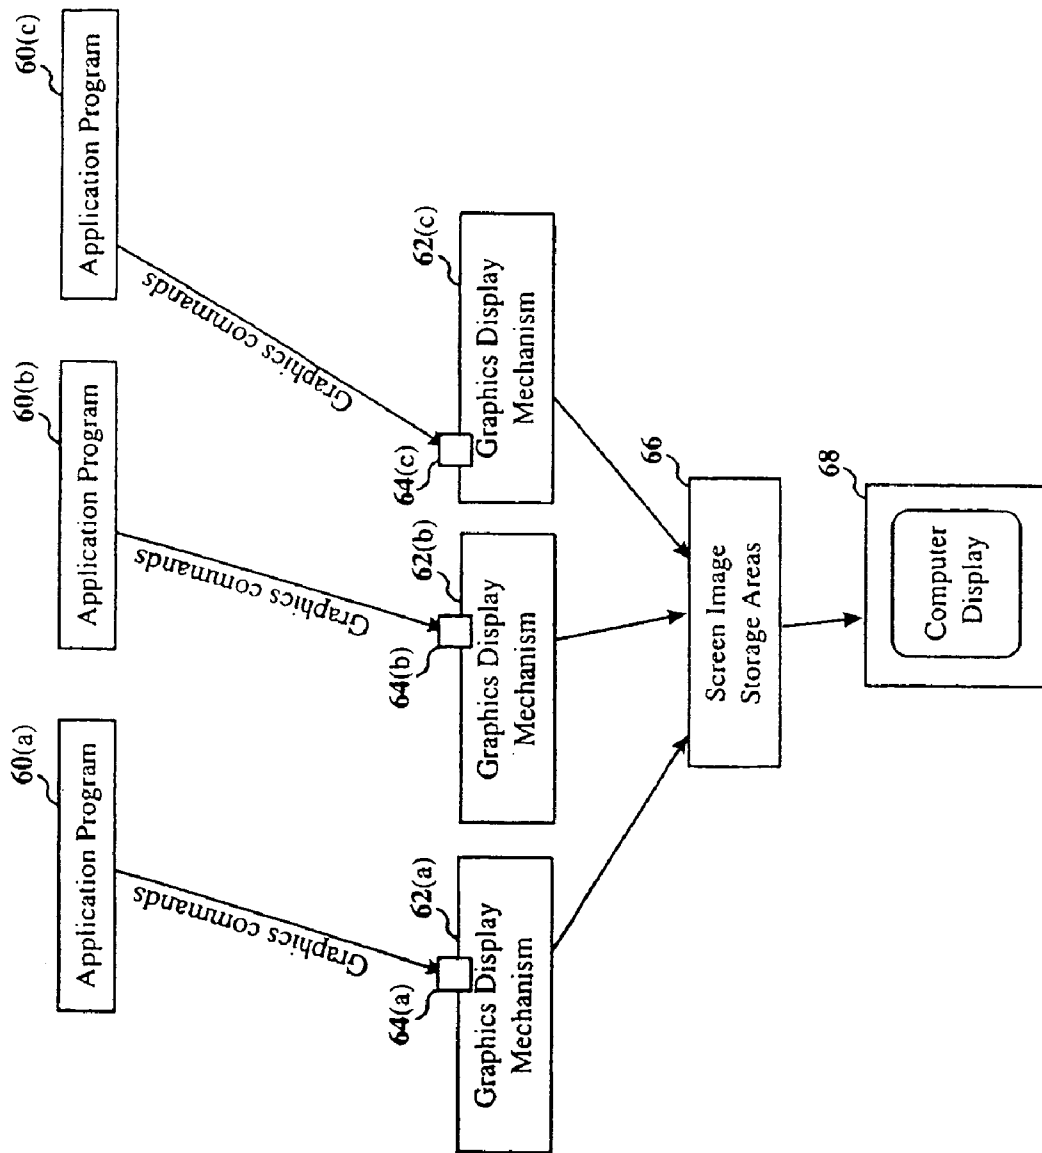 60(a)
Application Program
60(b)
Application Program
60(c)
Application Program
Graphics commands
Graphics commands
Graphics commands
64(a)
62(a)
Graphics Display
Mechanism
64(b)
62(b)
Graphics Display
Mechanism
64(c)
62(c)
Graphics Display
Mechanism
66
Screen Image
Storage Areas
68
Computer
Display